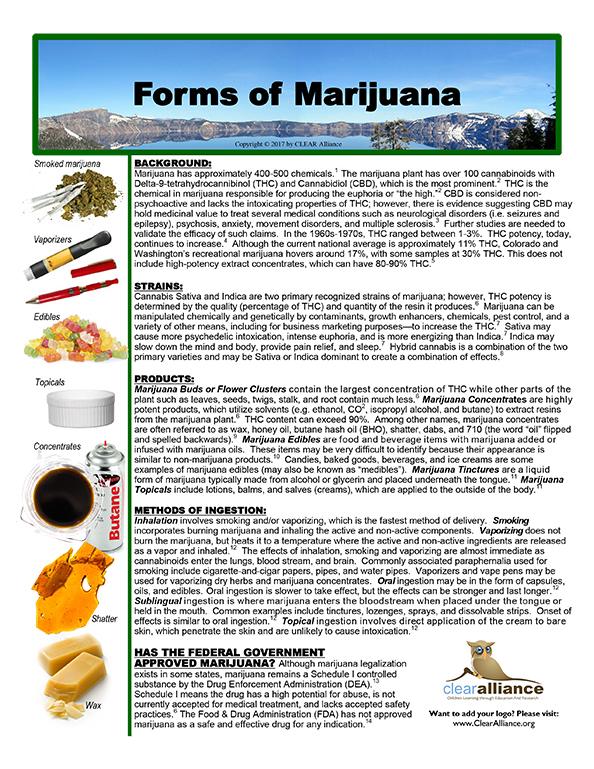 Forms of Marijuana
Copyright © 2017 by CLEAR Alliance
Smoked marijuana
Vaporizers
Edibles
Topicals
Concentrates
Butane
Shatter
Wax
BACKGROUND:
Marijuana has approximately 400-500 chemicals.1 The marijuana plant has over 100 cannabinoids with
Delta-9-tetrahydrocannibinol (THC) and Cannabidiol (CBD), which is the most prominent.2 THC is the
chemical in marijuana responsible for producing the euphoria or “the high.”2 CBD is considered non-
psychoactive and lacks the intoxicating properties of THC; however, there is evidence suggesting CBD may
hold medicinal value to treat several medical conditions such as neurological disorders (i.e. seizures and
epilepsy), psychosis, anxiety, movement disorders, and multiple sclerosis.3 Further studies are needed to
validate the efficacy of such claims. In the 1960s-1970s, THC ranged between 1-3%. THC potency, today,
continues to increase.4 Although the current national average is approximately 11% THC, Colorado and
Washington’s recreational marijuana hovers around 17%, with some samples at 30% THC. This does not
include high-potency extract concentrates, which can have 80-90% THC.5
STRAINS:
Cannabis Sativa and Indica are two primary recognized strains of marijuana; however, THC potency is
determined by the quality (percentage of THC) and quantity of the resin it produces.6 Marijuana can be
manipulated chemically and genetically by contaminants, growth enhancers, chemicals, pest control, and a
variety of other means, including for business marketing purposes—to increase the THC.7 Sativa may
cause more psychedelic intoxication, intense euphoria, and is more energizing than Indica.7 Indica may
slow down the mind and body, provide pain relief, and sleep.7 Hybrid cannabis is a combination of the two
primary varieties and may be Sativa or Indica dominant to create a combination of effects.8
PRODUCTS:
Marijuana Buds or Flower Clusters contain the largest concentration of THC while other parts of the
plant such as leaves, seeds, twigs, stalk, and root contain much less.6 Marijuana Concentrates are highly
potent products, which utilize solvents (e.g. ethanol, CO2, isopropyl alcohol, and butane) to extract resins
from the marijuana plant.6 THC content can exceed 90%. Among other names, marijuana concentrates
are often referred to as wax, honey oil, butane hash oil (BHO), shatter, dabs, and 710 (the word “oil” flipped
and spelled backwards).9 Marijuana Edibles are food and beverage items with marijuana added or
infused with marijuana oils. These items may be very difficult to identify because their appearance is
similar to non-marijuana products.10 Candies, baked goods, beverages, and ice creams are some
examples of marijuana edibles (may also be known as “medibles”). Marijuana Tinctures are a liquid
form of marijuana typically made from alcohol or glycerin and placed underneath the tongue.11 Marijuana
Topicals include lotions, balms, and salves (creams), which are applied to the outside of the body.11
METHODS OF INGESTION:
Inhalation involves smoking and/or vaporizing, which is the fastest method of delivery. Smoking
incorporates burning marijuana and inhaling the active and non-active components. Vaporizing does not
burn the marijuana, but heats it to a temperature where the active and non-active ingredients are released
as a vapor and inhaled.12 The effects of inhalation, smoking and vaporizing are almost immediate as
cannabinoids enter the lungs, blood stream, and brain. Commonly associated paraphernalia used for
smoking include cigarette-and-cigar papers, pipes, and water pipes. Vaporizers and vape pens may be
used for vaporizing dry herbs and marijuana concentrates. Oral ingestion may be in the form of capsules,
oils, and edibles. Oral ingestion is slower to take effect, but the effects can be stronger and last longer.12
Sublingual ingestion is where marijuana enters the bloodstream when placed under the tongue or
held in the mouth. Common examples include tinctures, lozenges, sprays, and dissolvable strips. Onset of
effects is similar to oral ingestion.12 Topical ingestion involves direct application of the cream to bare
skin, which penetrate the skin and are unlikely to cause intoxication.12
HAS THE FEDERAL GOVERNMENT
APPROVED MARIJUANA? Although marijuana legalization
exists in some states, marijuana remains a Schedule I controlled
substance by the Drug Enforcement Administration (DEA).13
Schedule I means the drug has a high potential for abuse, is not
currently accepted for medical treatment, and lacks accepted safety
practices.6 The Food & Drug Administration (FDA) has not approved
marijuana as a safe and effective drug for any indication.14
clearalliance
Children Learning through Education And Research
Want to add your logo? Please visit:
www.ClearAlliance.org